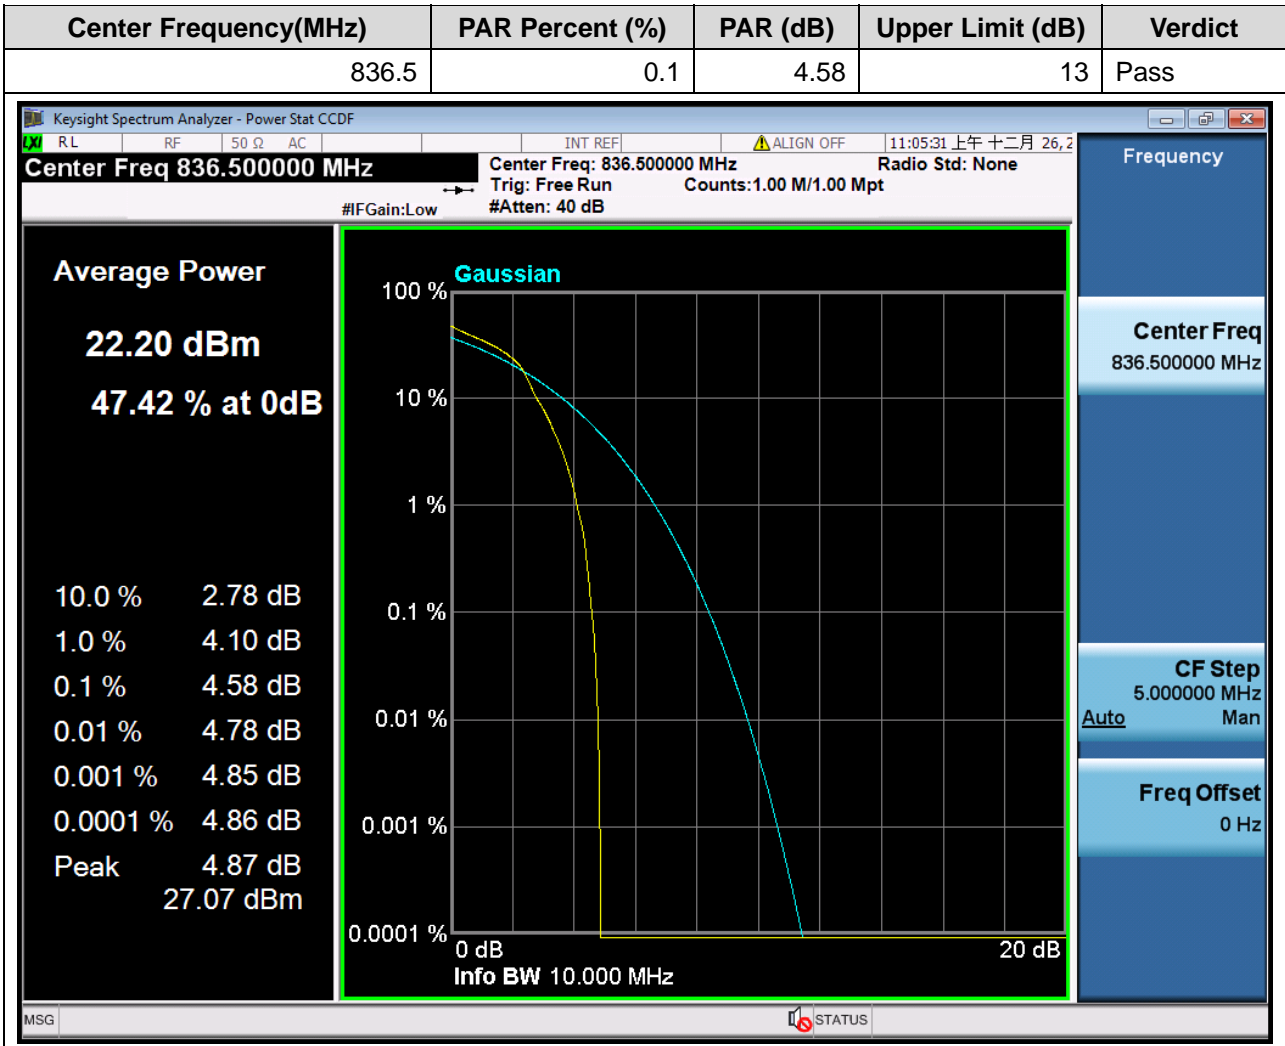 Center Frequency(MHz) PAR Percent (%) PAR (dB) Upper Limit (dB) Verdict
836.5 0.1 4.58 13 Pass
Keysight Spectrum Analyzer - Power Stat CCDF
LXI RL RF 50 Ω AC INT REF ALIGN OFF 11:05:31 上午 十二月 26, 2
Center Freq 836.500000 MHz Center Freq: 836.500000 MHz Radio Std: None
Trig: Free Run Counts:1.00 M/1.00 Mpt
#IFGain:Low #Atten: 40 dB
Average Power
22.20 dBm
47.42 % at 0dB
10.0 % 2.78 dB
1.0 % 4.10 dB
0.1 % 4.58 dB
0.01 % 4.78 dB
0.001 % 4.85 dB
0.0001 % 4.86 dB
Peak 4.87 dB
27.07 dBm
Gaussian
100 %
10 %
1 %
0.1 %
0.01 %
0.001 %
0.0001 %
0 dB 20 dB
Info BW 10.000 MHz
Frequency
Center Freq
836.500000 MHz
CF Step
5.000000 MHz
Auto Man
Freq Offset
0 Hz
MSG STATUS